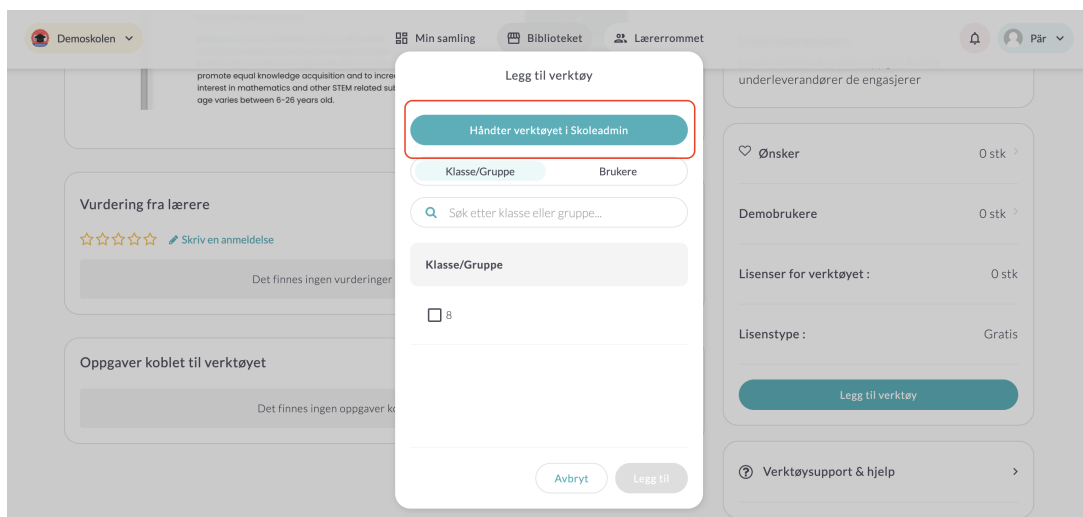 Demoskolen
Min samling
Biblioteket
Lærerrommet
Pär
promote equal knowledge acquisition and to incre
interest in mathematics and other STEM related sub
age varies between 6-26 years old.
Vurdering fra lærere
Skriv en anmeldelse
Det finnes ingen vurderinger
Oppgaver koblet til verktøyet
Det finnes ingen oppgaver ko
Legg til verktøy
Håndter verktøyet i Skoleadmin
Klasse/Gruppe
Brukere
Søk etter klasse eller gruppe...
Klasse/Gruppe
8
Avbryt
Legg til
underleverandører de engasjerer
Ønsker
0 stk
Demobrukere
0 stk
Lisenser for verktøyet :
0 stk
Lisenstype :
Gratis
Legg til verktøy
Verktøysupport & hjelp